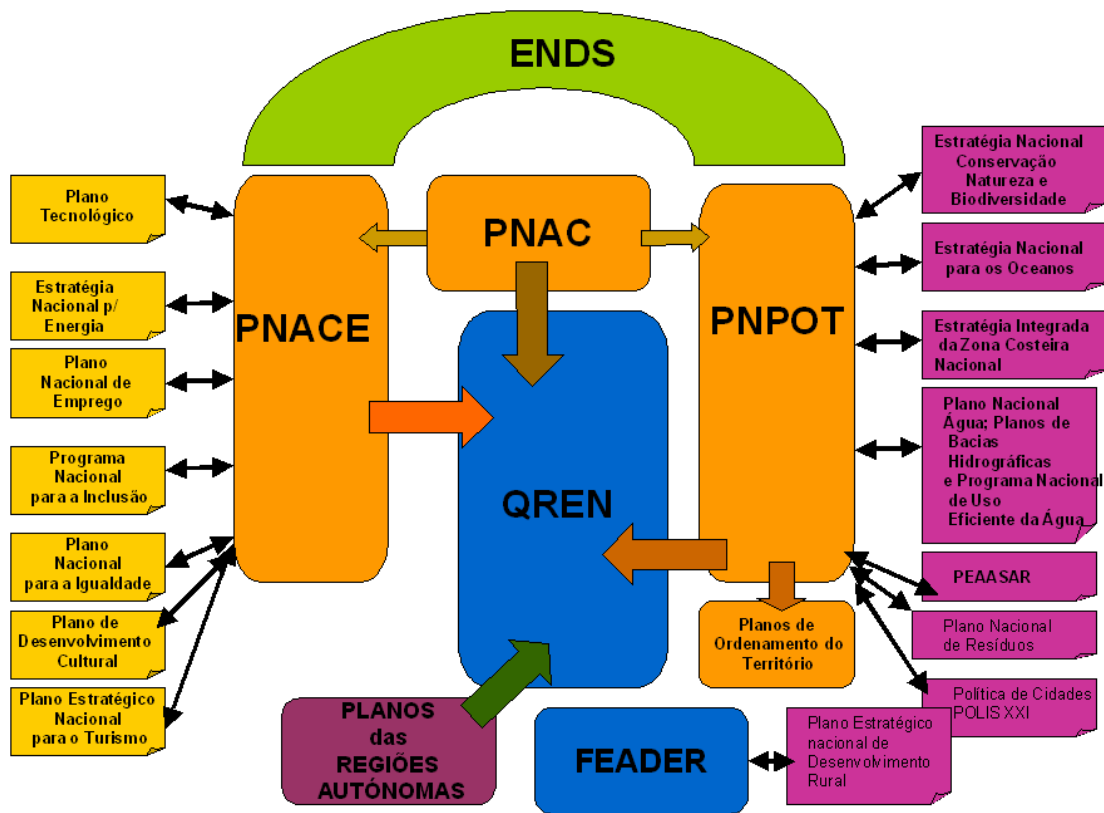 ENDS
Plano
Tecnológico
Estratégia
Nacional p/
Energia
Plano
Nacional de
Emprego
Programa
Nacional
para a Inclusão
Plano
Nacional
para a Igualdade
Plano de
Desenvolvimento
Cultural
Plano Estratégico
Nacional
para o Turismo
PNACE
PNAC
QREN
PNPOT
Planos de
Ordenamento do
Território
PLANOS
das
REGIÕES
AUTÓNOMAS
FEADER
Estratégia Nacional
Conservação
Natureza e
Biodiversidade
Estratégia Nacional
para os Oceanos
Estratégia Integrada
da Zona Costeira
Nacional
Plano Nacional
Água; Planos de
Bacias
Hidrográficas
e Programa Nacional
de Uso
Eficiente da Água
PEAASAR
Plano Nacional
de Resíduos
Política de Cidades
POLIS XXI
Plano Estratégico
nacional de
Desenvolvimento
Rural